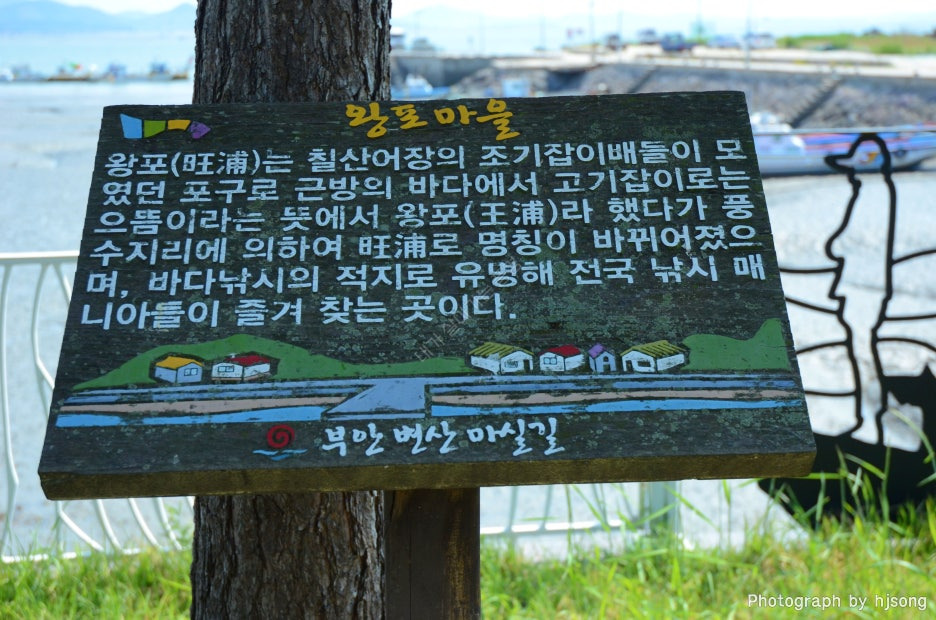 왕포마을
왕포(旺浦)는 칠산어장의 조기잡이배들이 모
였던 포구로 근방의 바다에서 고기잡이로는
으뜸이라는 뜻에서 왕포(王浦)라 했다가 풍
수지리에 의하여 旺浦로 명칭이 바뀌어졌으
며, 바다낚시의 적지로 유명해 전국 낚시 매
니아들이 즐겨 찾는 곳이다.
부안 변산 마실길
Photograph by hjsong